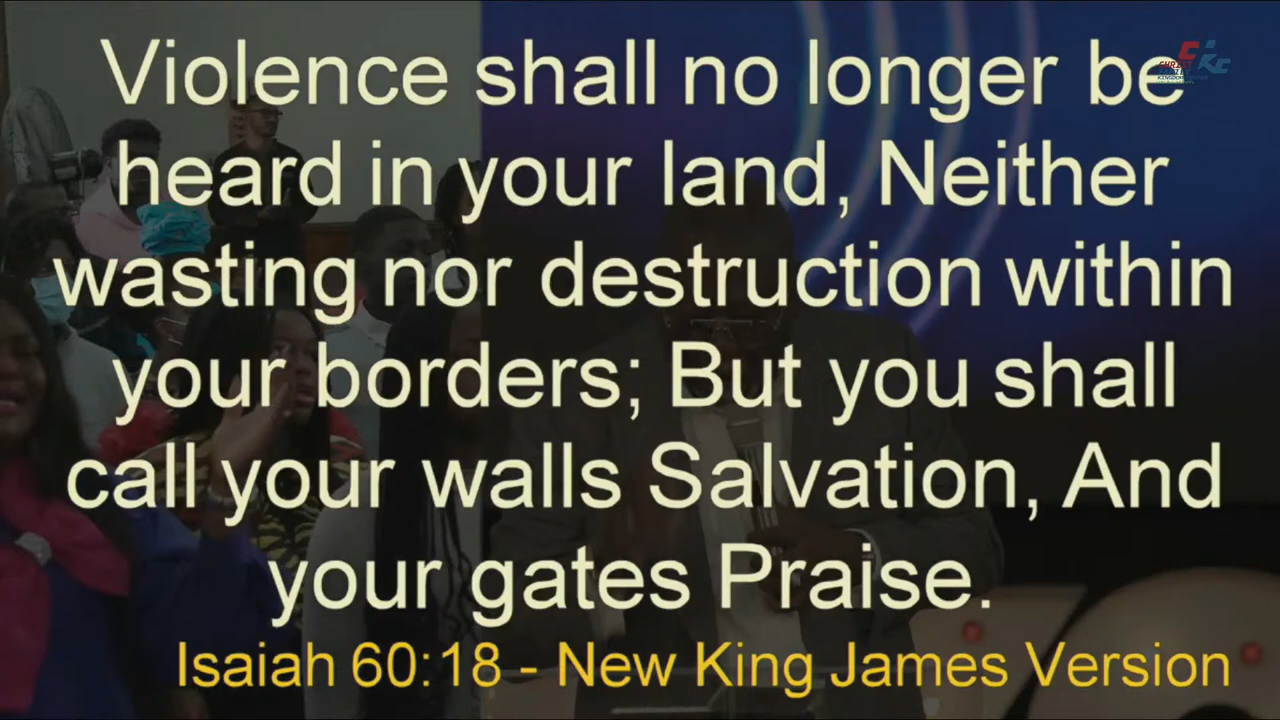 Violence shall no longer be
heard in your land, Neither
wasting nor destruction within
your borders; But you shall
call your walls Salvation, And
your gates Praise.
Isaiah 60:18 - New King James Version